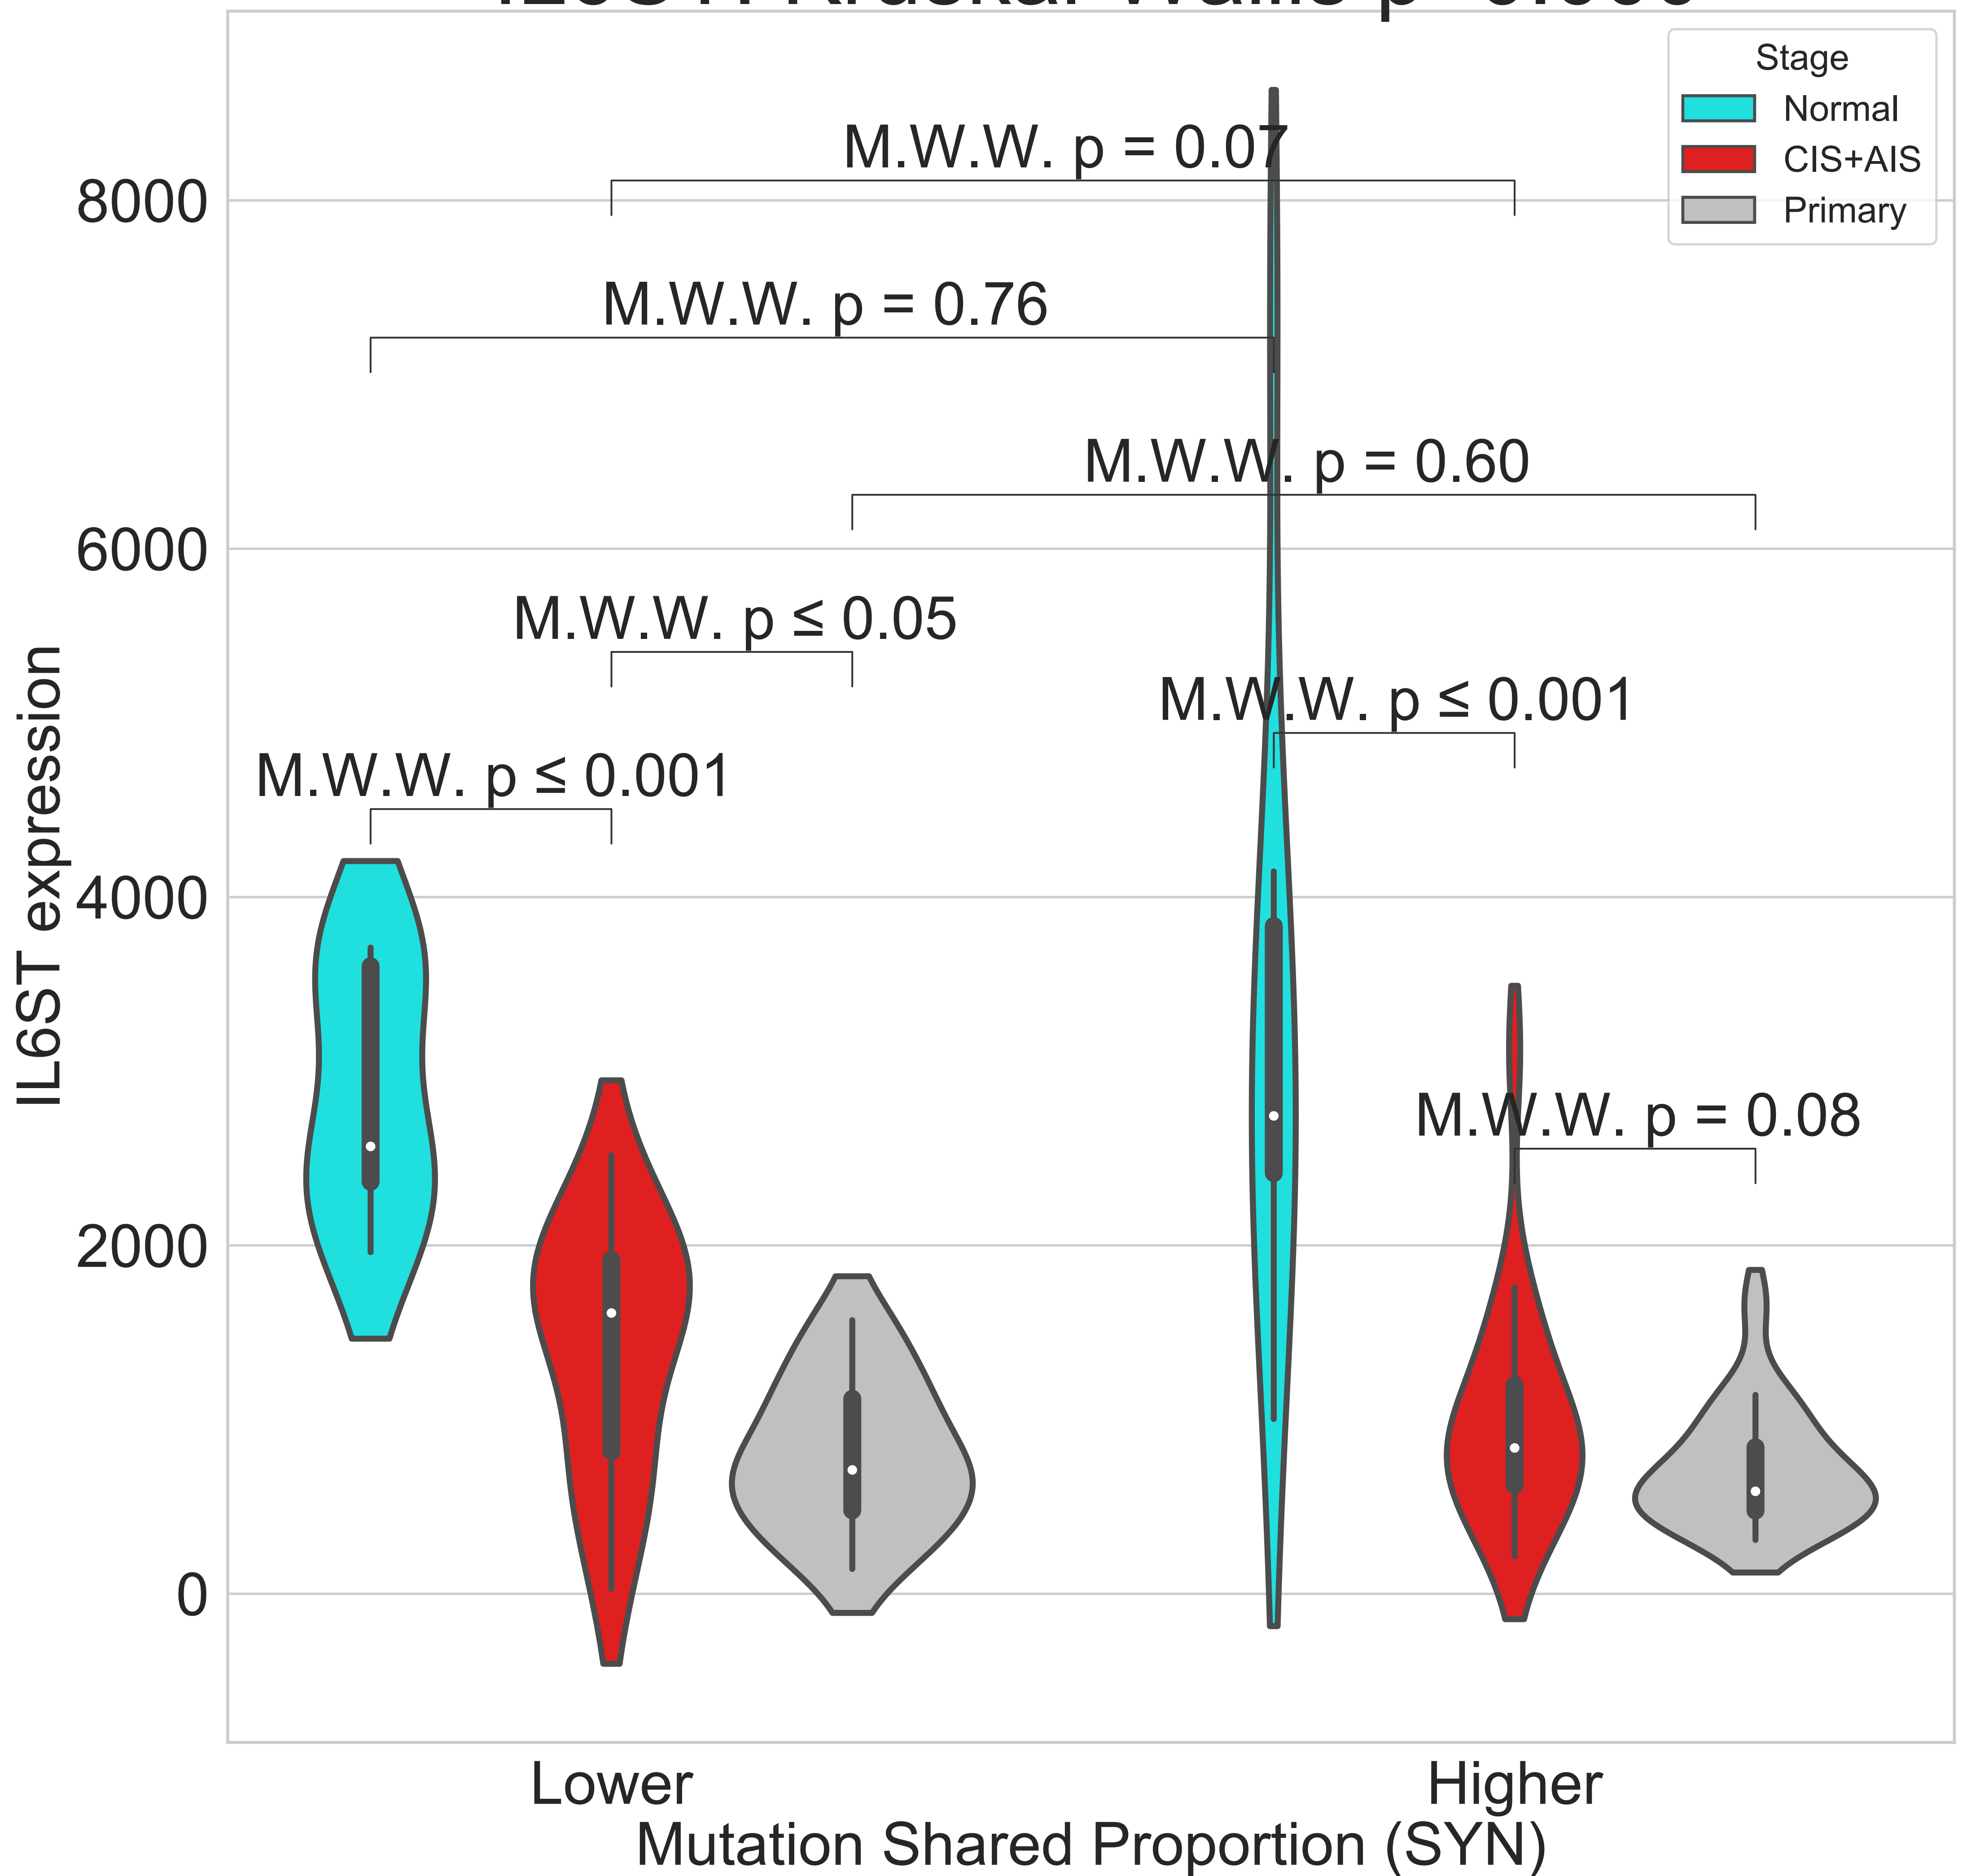 Stage
Normal
CIS+AIS
Primary
M.W.W. p = 0.07
M.W.W. p = 0.76
M.W.W. p = 0.60
M.W.W. p ≤ 0.05
M.W.W. p ≤ 0.001
M.W.W. p ≤ 0.001
M.W.W. p = 0.08
8000
6000
4000
2000
0
IL6ST expression
Lower
Higher
Mutation Shared Proportion (SYN)